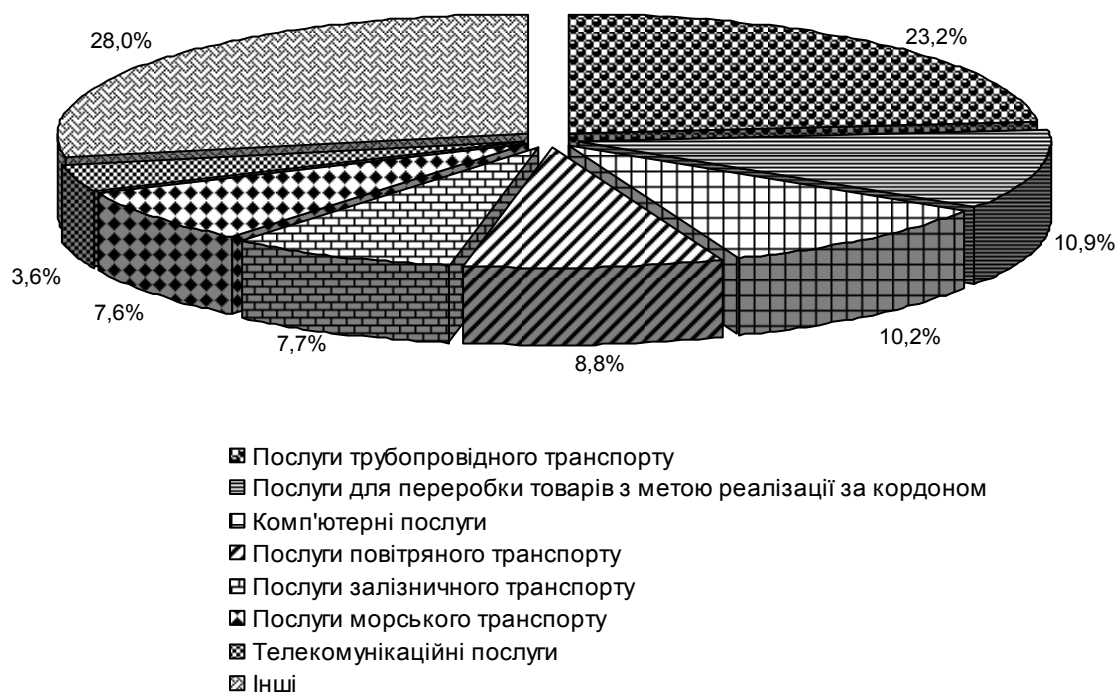 28,0%
23,2%
10,9%
3,6%
7,6%
10,2%
7,7%
8,8%
Послуги трубопровідного транспорту
Послуги для переробки товарів з метою реалізації за кордоном
Комп'ютерні послуги
Послуги повітряного транспорту
Послуги залізничного транспорту
Послуги морського транспорту
Телекомунікаційні послуги
Інші